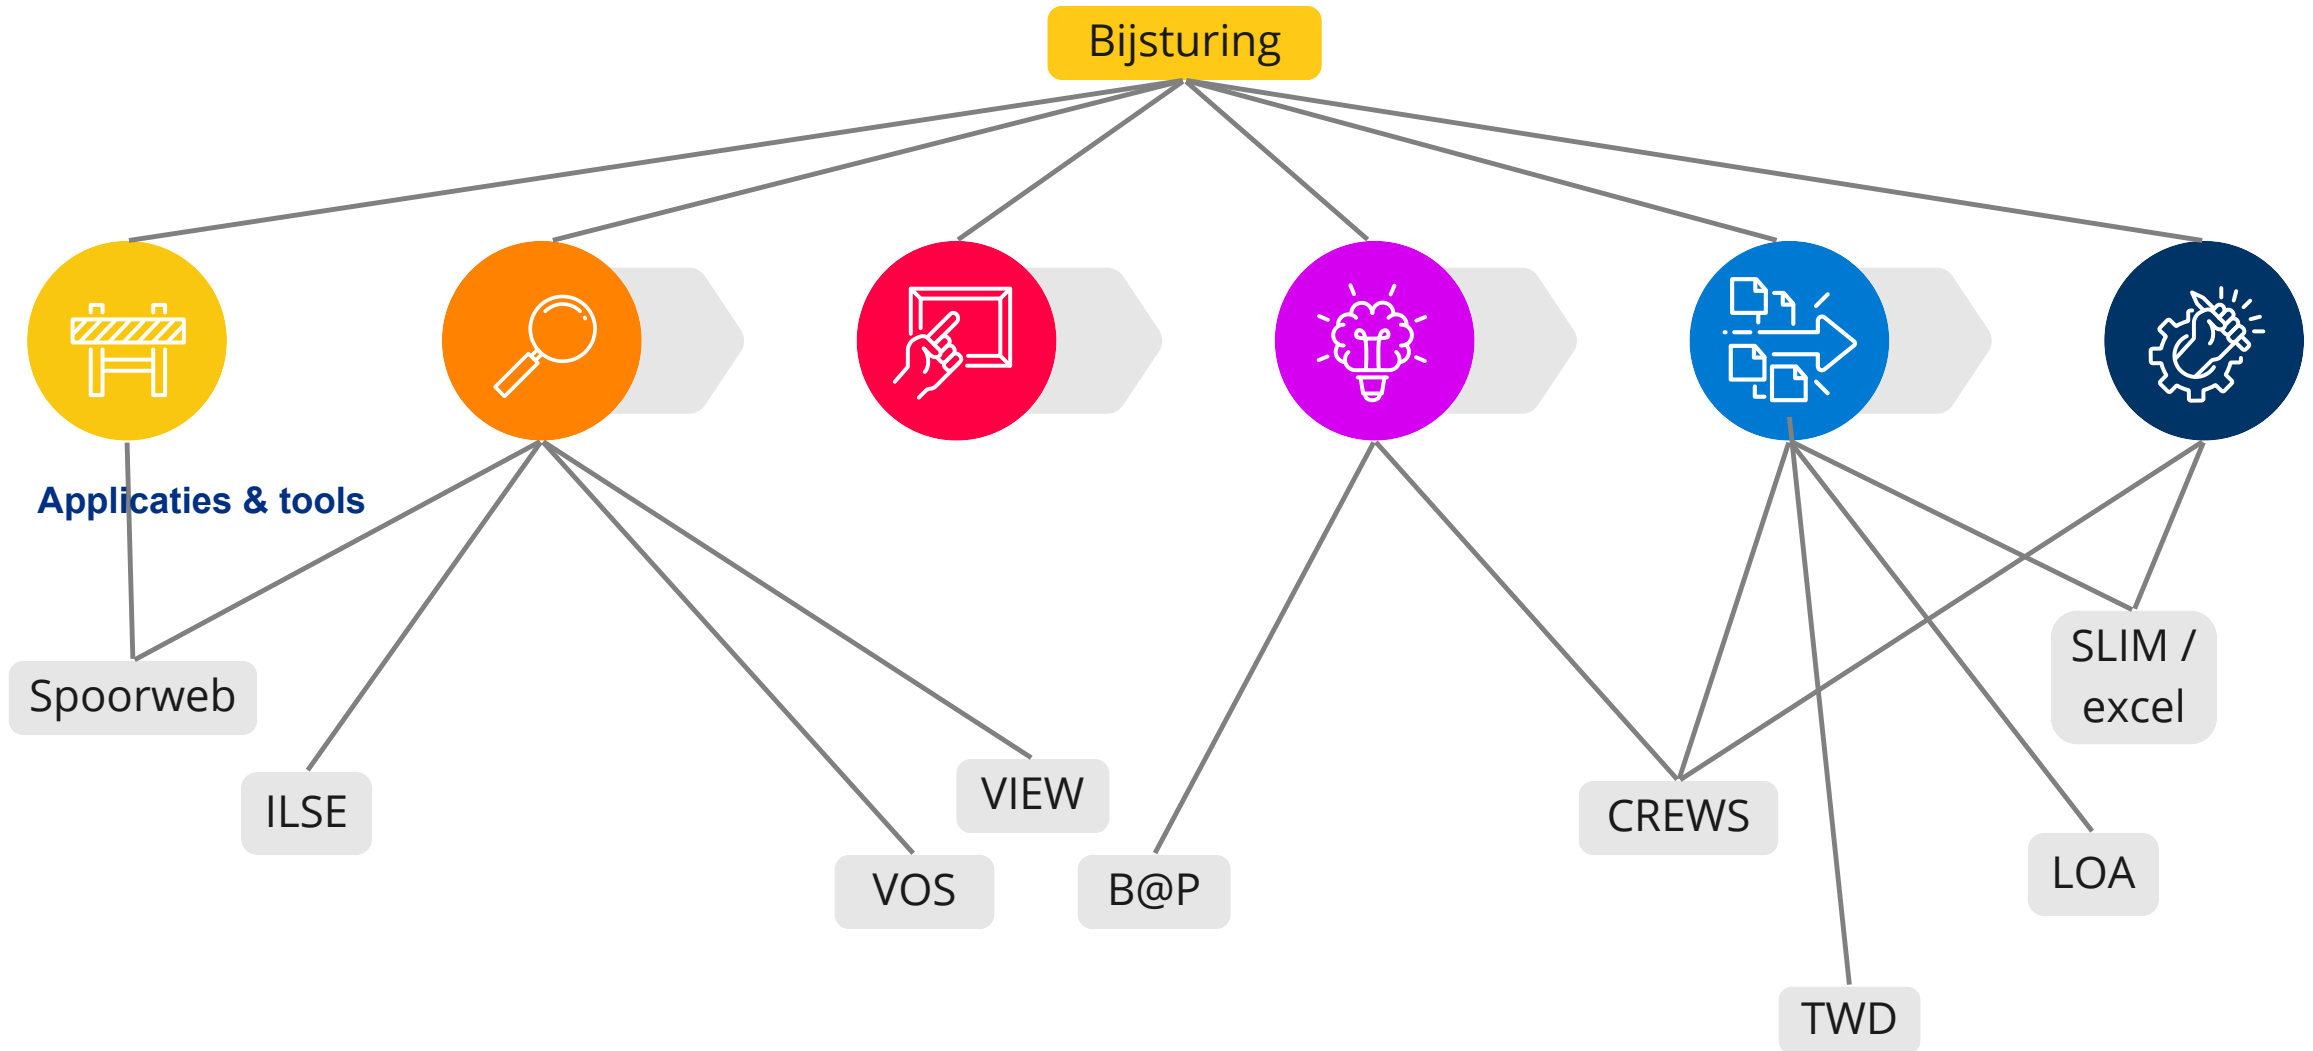 Bijsturing
Applicaties & tools
Spoorweb
ILSE
VOS
VIEW
B@P
CREWS
TWD
LOA
SLIM /
excel